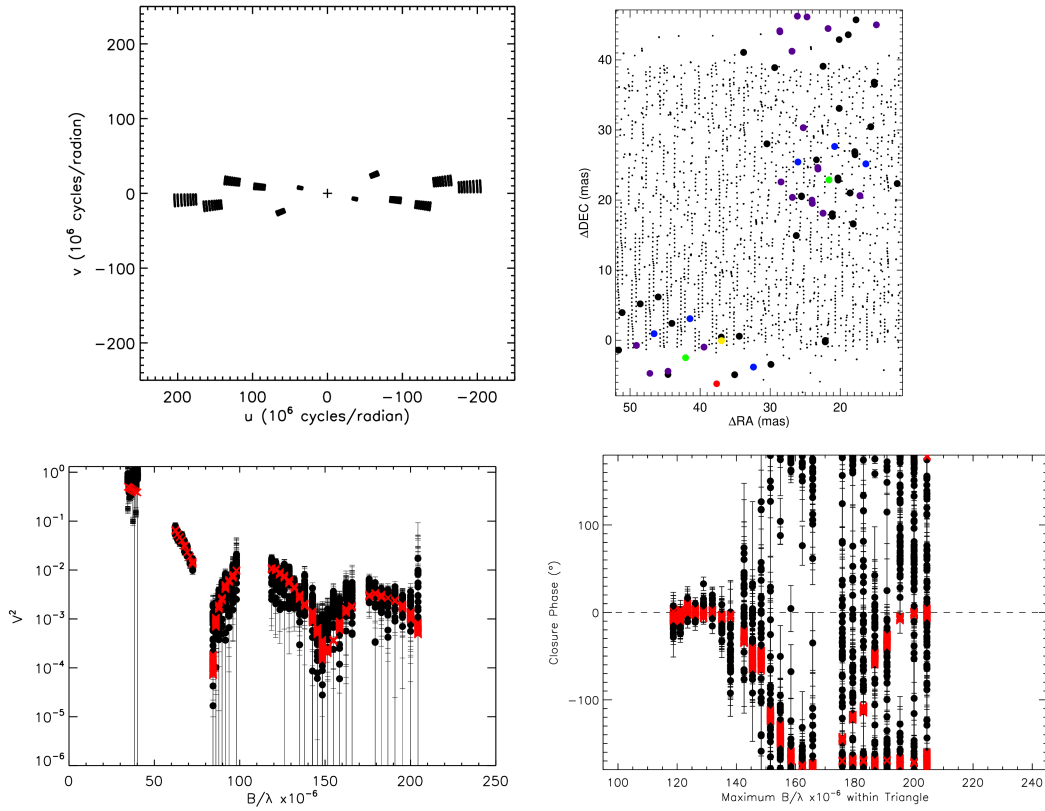 200
100
0
−100
−200
v (10⁶ cycles/radian)
200 100 0 −100 −200
u (10⁶ cycles/radian)
40
30
20
10
0
ΔDEC (mas)
50 40 30 20
ΔRA (mas)
10⁰
10⁻¹
10⁻²
10⁻³
10⁻⁴
10⁻⁵
10⁻⁶
V²
0 50 100 150 200 250
B/λ x10⁻⁶
100
0
−100
Closure Phase (°)
100 120 140 160 180 200 220
Maximum B/λ x10⁻⁶ within Triangle